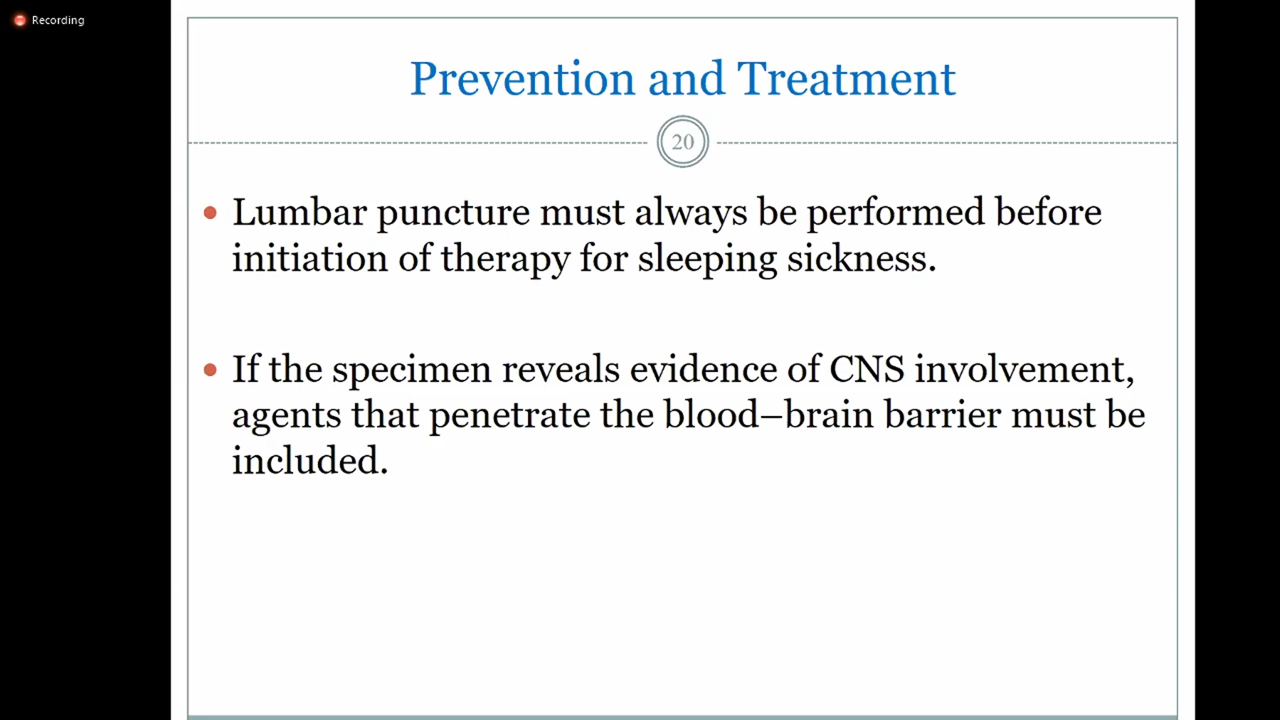 Recording
Prevention and Treatment
20
• Lumbar puncture must always be performed before
initiation of therapy for sleeping sickness.
• If the specimen reveals evidence of CNS involvement,
agents that penetrate the blood–brain barrier must be
included.